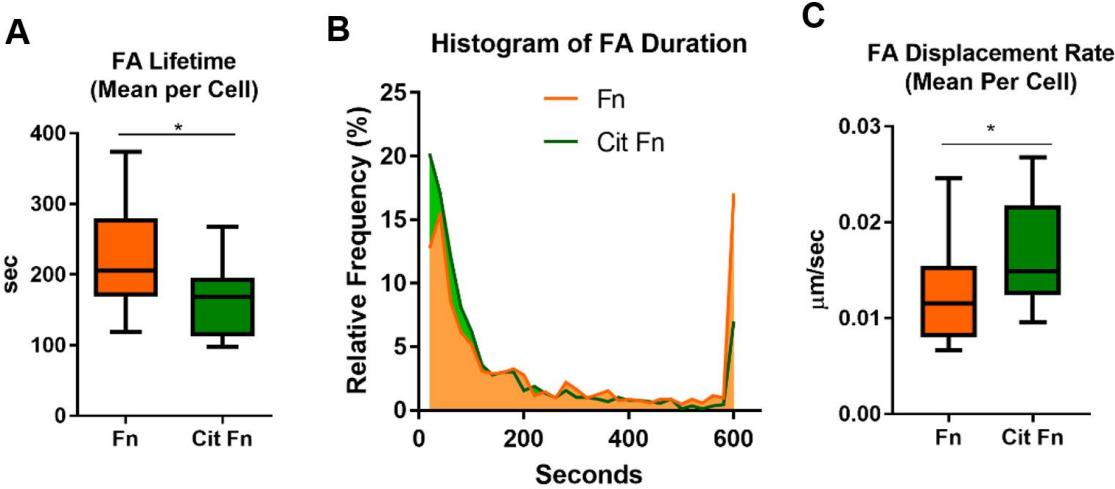 A
FA Lifetime
(Mean per Cell)
*
400
300
200
100
0
sec
Fn
Cit Fn
B
Histogram of FA Duration
Fn
Cit Fn
25
20
15
10
5
0
Relative Frequency (%)
0
200
400
600
Seconds
C
FA Displacement Rate
(Mean Per Cell)
*
0.03
0.02
0.01
0.00
μm/sec
Fn
Cit Fn